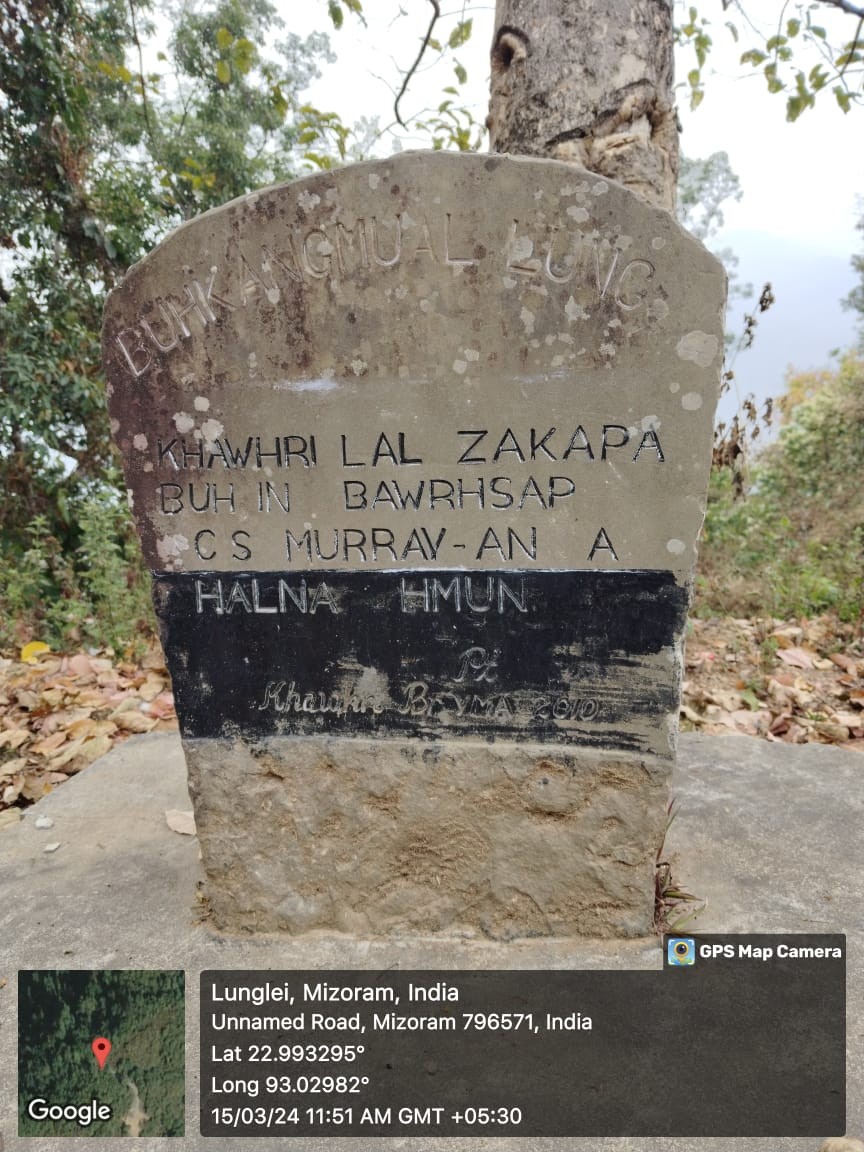 BUHKANGMUAL LUNG
KHAWHRI LAL ZAKAPA
BUH IN BAWRHSAP
C S MURRAY-AN A
HALNA HMUN
Khawhri Br YMA 2010
GPS Map Camera
Lunglei, Mizoram, India
Unnamed Road, Mizoram 796571, India
Lat 22.993295°
Long 93.02982°
15/03/24 11:51 AM GMT +05:30
Google